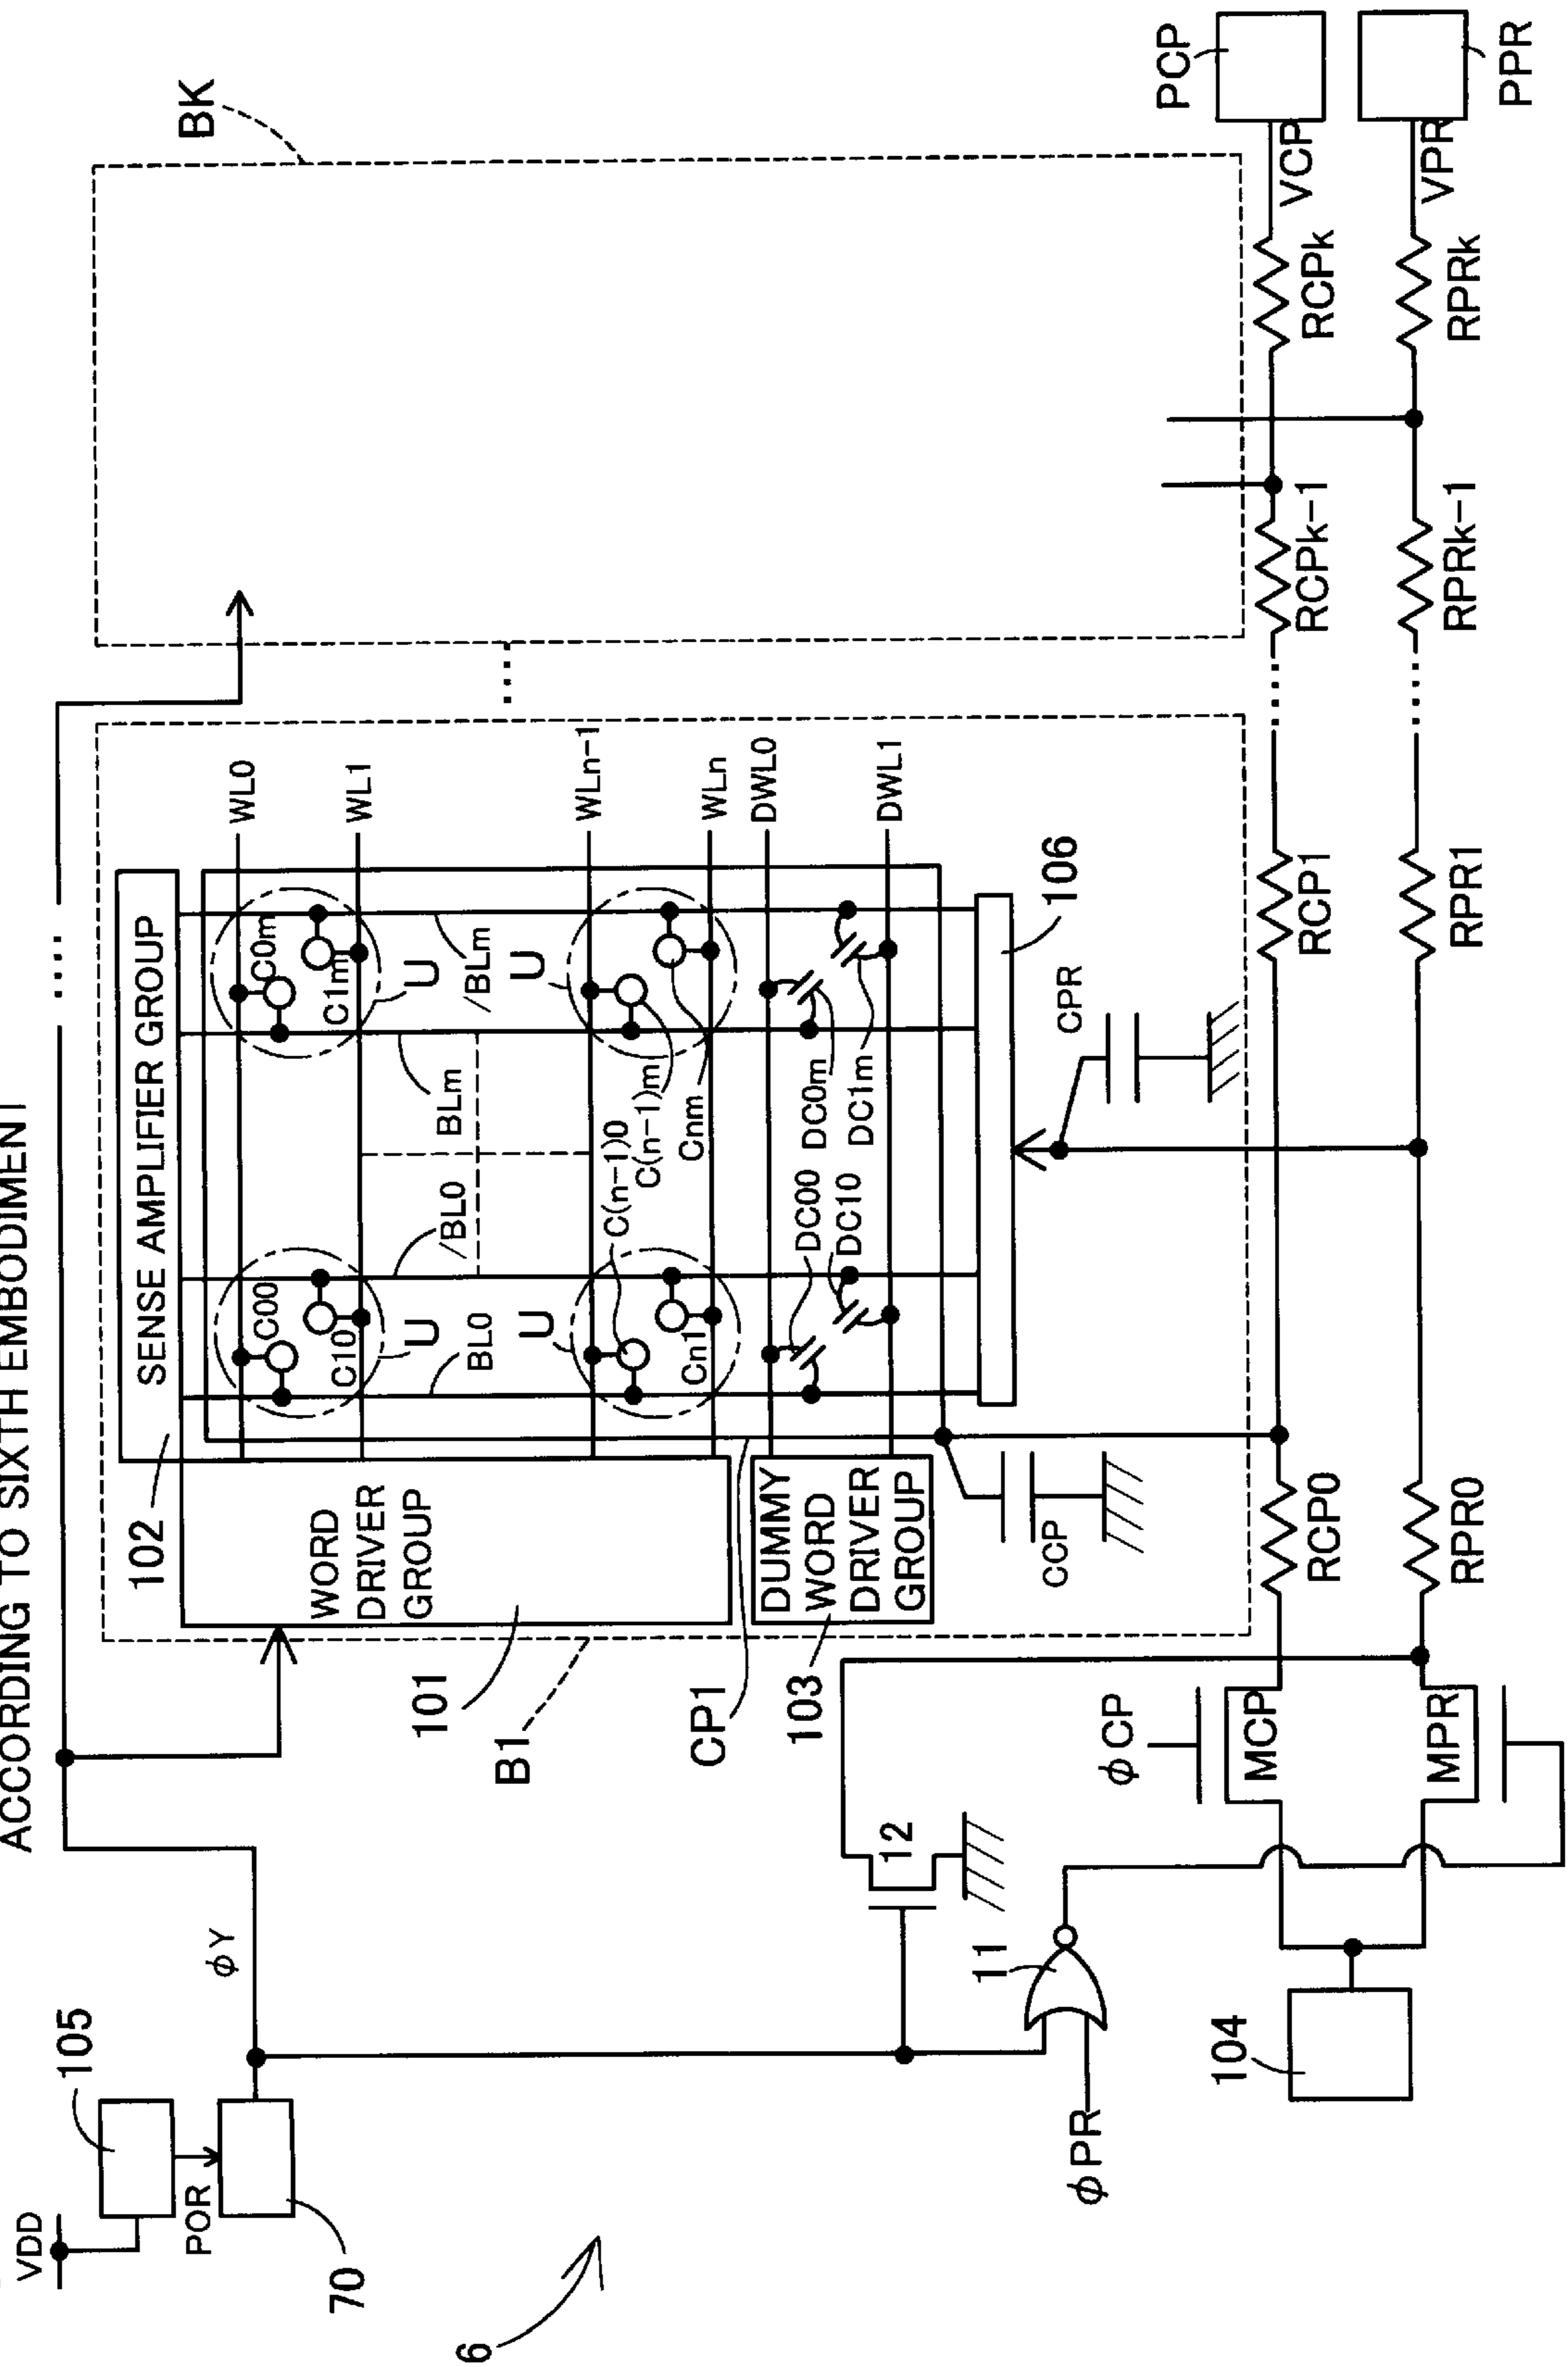 ACCORDING TO SIXTH EMBODIMENT
VDD
105
POR
70
φY
6
BK
B1
102
SENSE AMPLIFIER GROUP
WORD
DRIVER
GROUP
101
DUMMY
WORD
DRIVER
GROUP
103
CP1
WL0
WL1
WLn-1
WLn
DWL0
DWL1
C00
C10
U
BL0
/BL0
C0m
C1m
U
BLm
/BLm
U
C(n-1)0
Cn1
U
C(n-1)m
Cnm
DC00
DC10
DC0m
DC1m
106
CPR
CCP
12
11
φPR
104
φCP
MCP
MPR
RCP0
RCP1
RCPk-1
RCPk
VCP
PCP
RPR0
RPR1
RPRk-1
RPRk
VPR
PPR